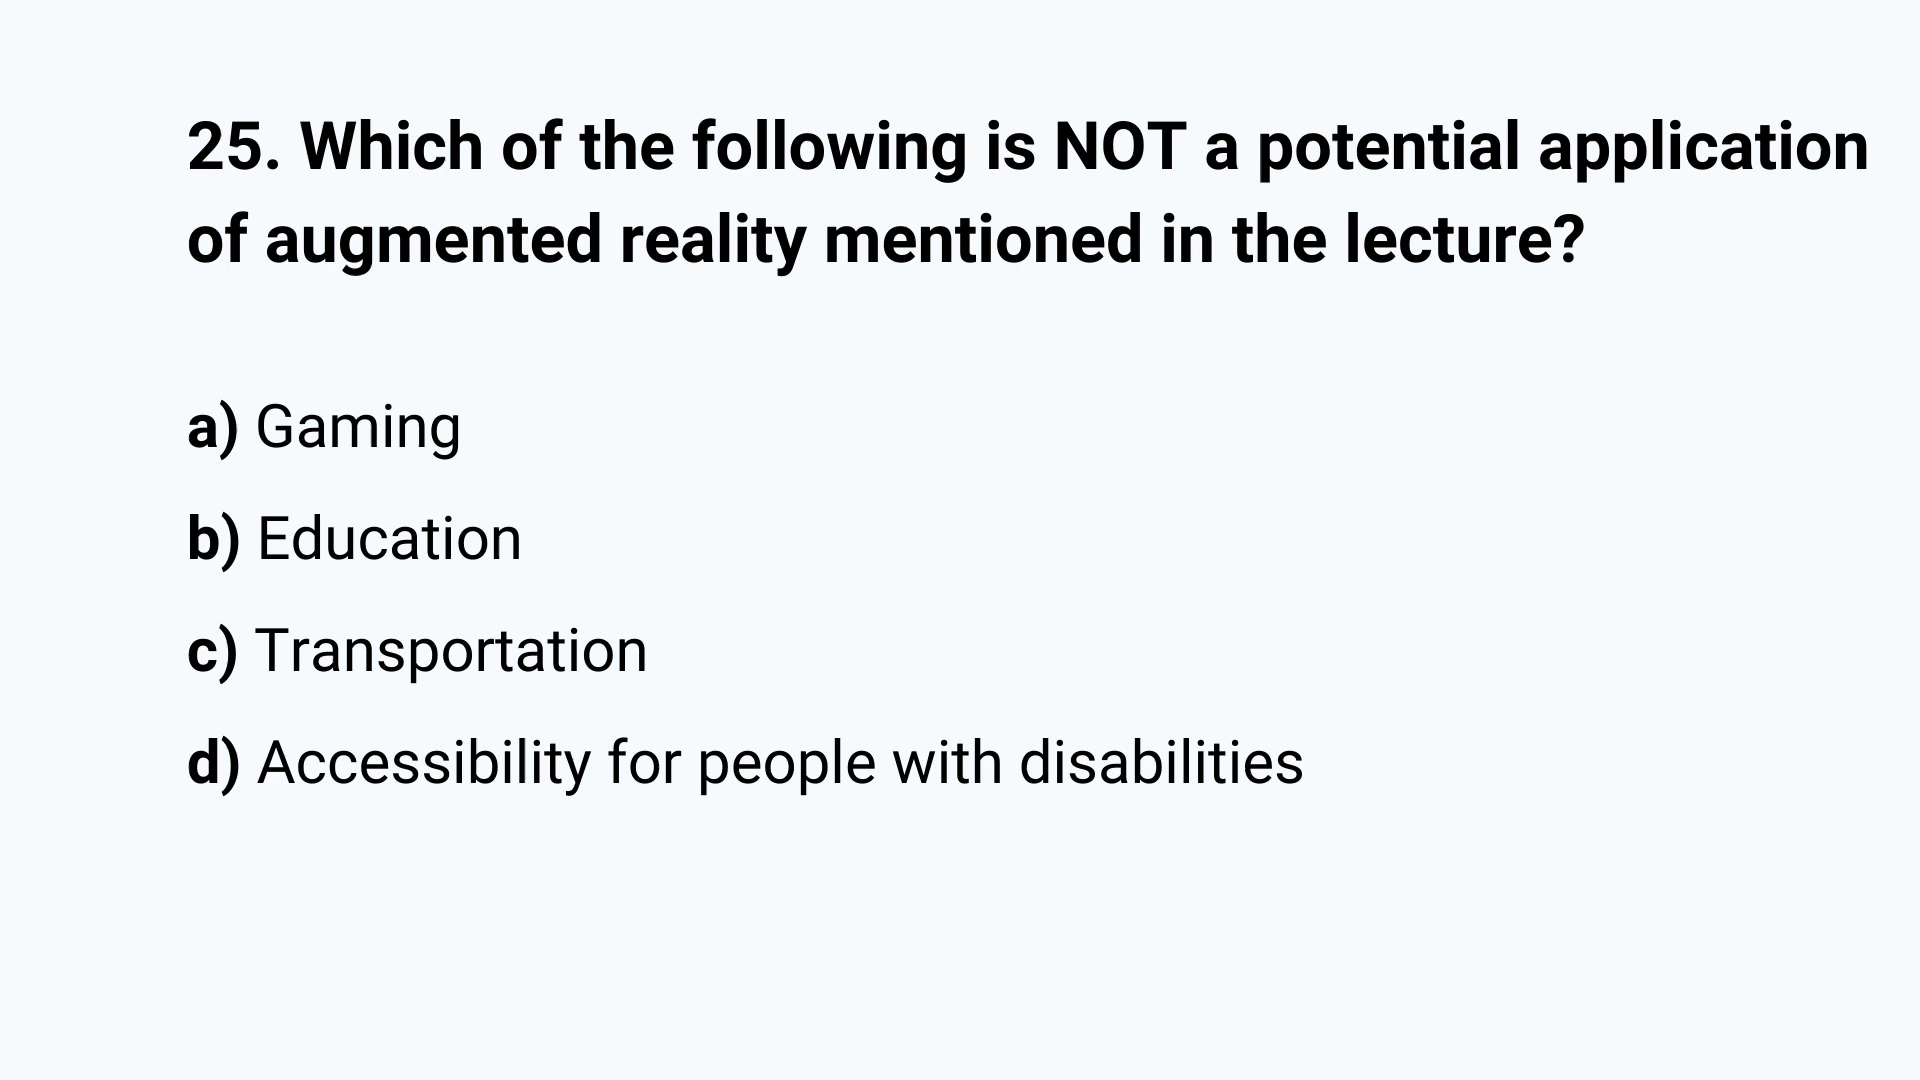 25. Which of the following is NOT a potential application
of augmented reality mentioned in the lecture?
a) Gaming
b) Education
c) Transportation
d) Accessibility for people with disabilities